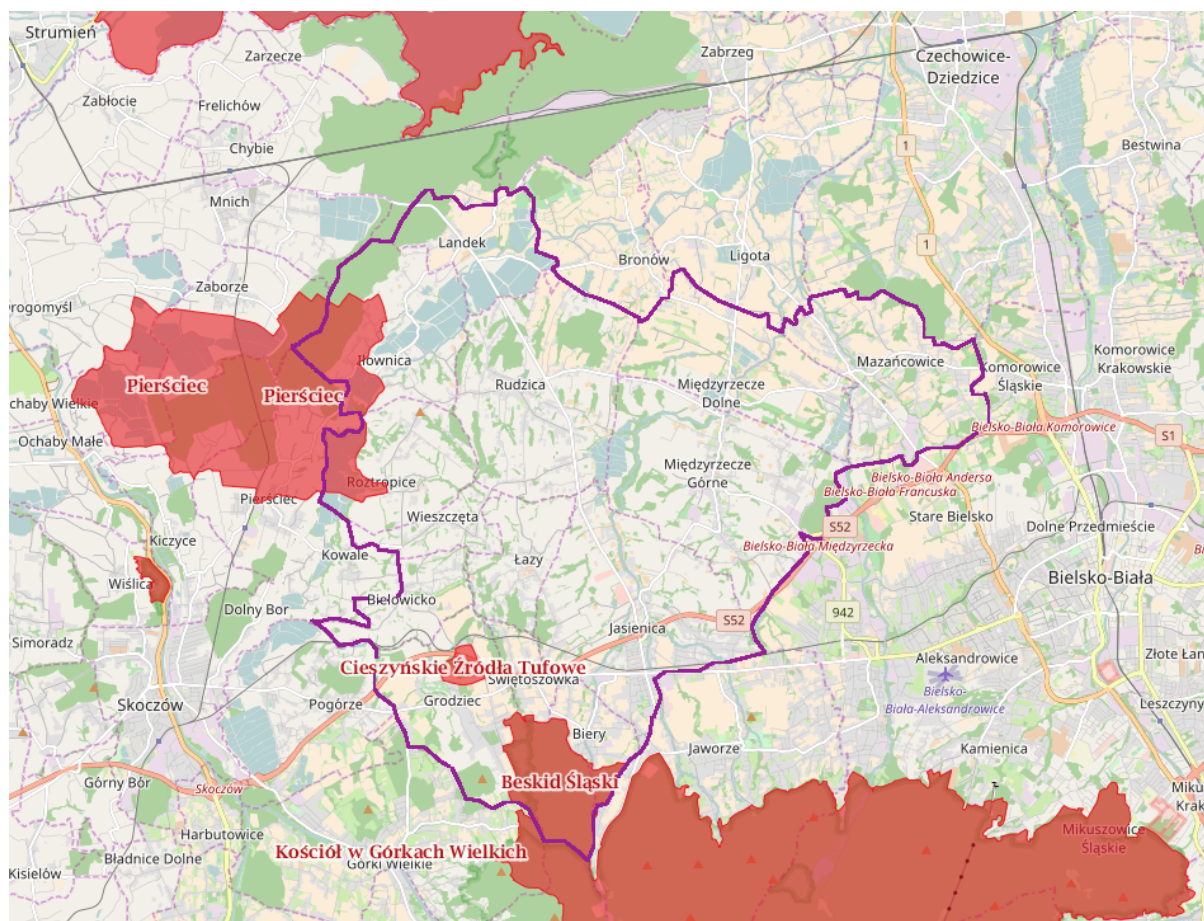 Strumień
Zarzecze
Zabrzeg
Czechowice-
Dziedzice
Zabłocie
Frelichów
Chybie
1
Bestwina
Mnich
Landek
Bronów
Ligota
1
Zaborze
Pierściec
Pierściec
Iłownica
Rudzica
Międzyrzecze
Dolne
Mazańcowice
Komorowice
Śląskie
Komorowice
Krakowskie
Ochaby Wielkie
Ochaby Małe
Bielsko-Biała Komorowice
S1
Roztropice
Pierściec
Międzyrzecze
Górne
Bielsko-Biała Andersa
Bielsko-Biała Francuska
Wieszczęta
Stare Bielsko
S52
Dolne Przedmieście
Kiczyce
Kowale
Łazy
Bielsko-Biała Międzyrzecka
Wiślica
Bielsko-Biała
Dolny Bor
Bielowicko
Simoradz
Jasienica
S52
942
Cieszyńskie Źródła Tufowe
Świętoszówka
Aleksandrowice
Złote Łan
Bielsko-
Biała-Aleksandrowice
Skoczów
Pogórze
Grodziec
Leszczyny
Biery
Jaworze
Kamienica
Górny Bór
Skoczów
Beskid Śląski
Harbutowice
Mikuszowice
Śląskie
Kościół w Górkach Wielkich
Bładnice Dolne
Górki Wielkie
Kisielów